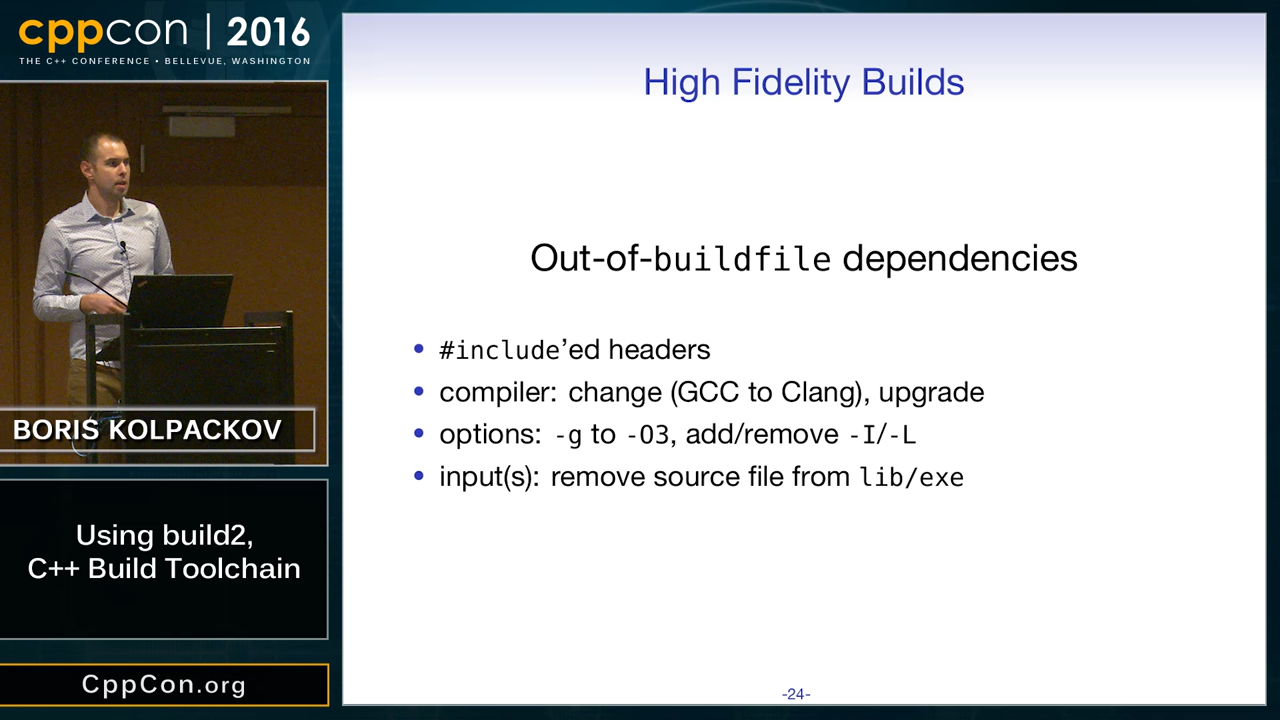 cppcon | 2016
THE C++ CONFERENCE • BELLEVUE, WASHINGTON
BORIS KOLPACKOV
Using build2,
C++ Build Toolchain
CppCon.org
High Fidelity Builds
Out-of-buildfile dependencies
• #include’ed headers
• compiler: change (GCC to Clang), upgrade
• options: -g to -O3, add/remove -I/-L
• input(s): remove source file from lib/exe
-24-